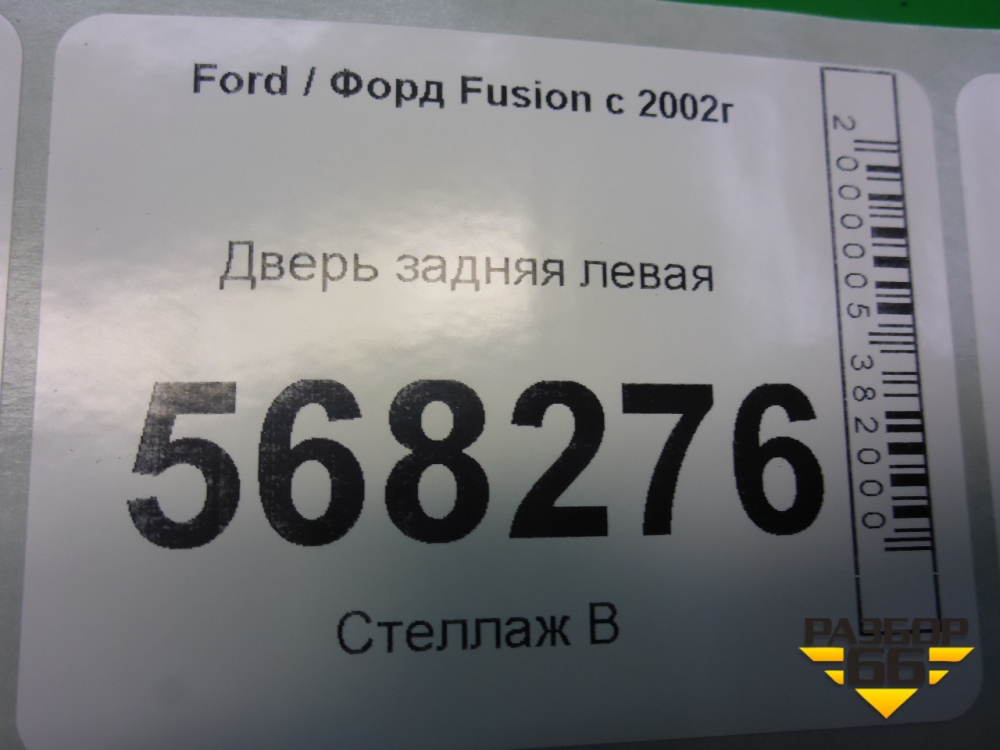 Ford / Форд Fusion с 2002г
Дверь задняя левая
568276
Стеллаж В
2000005382000
РАЗБОР
66